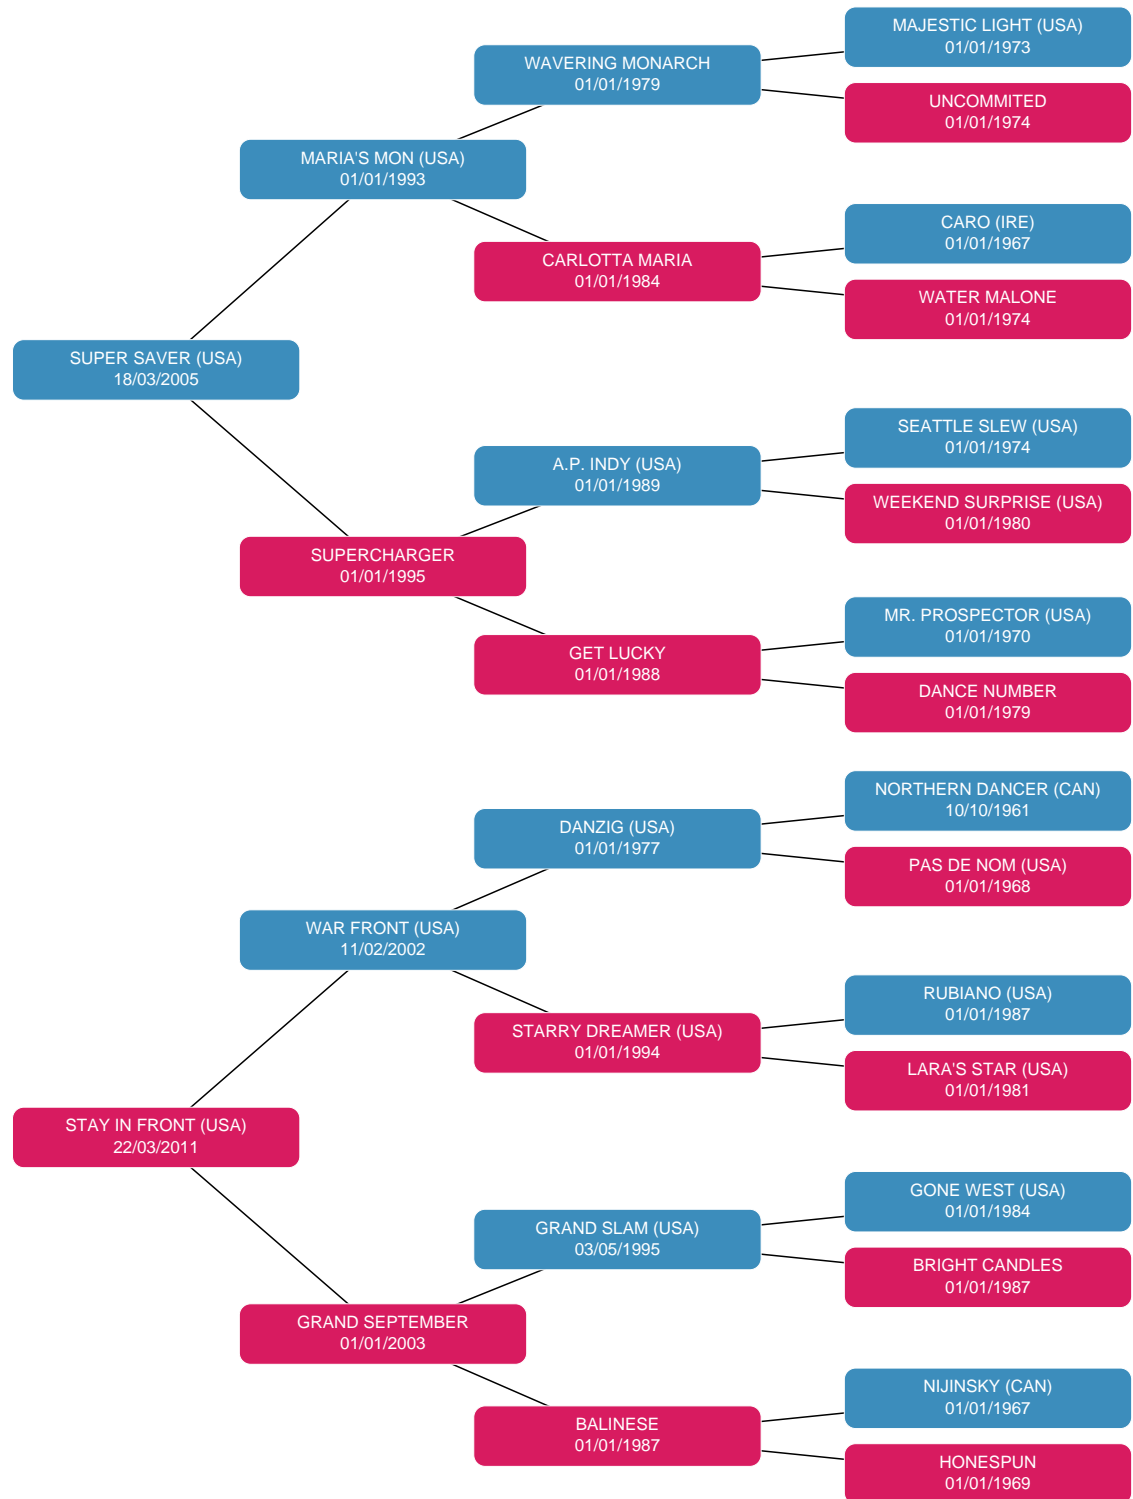 MAJESTIC LIGHT (USA)
01/01/1973
WAVERING MONARCH
01/01/1979
UNCOMMITED
01/01/1974
MARIA'S MON (USA)
01/01/1993
CARO (IRE)
01/01/1967
CARLOTTA MARIA
01/01/1984
WATER MALONE
01/01/1974
SUPER SAVER (USA)
18/03/2005
SEATTLE SLEW (USA)
01/01/1974
A.P. INDY (USA)
01/01/1989
WEEKEND SURPRISE (USA)
01/01/1980
SUPERCHARGER
01/01/1995
MR. PROSPECTOR (USA)
01/01/1970
GET LUCKY
01/01/1988
DANCE NUMBER
01/01/1979
NORTHERN DANCER (CAN)
10/10/1961
DANZIG (USA)
01/01/1977
PAS DE NOM (USA)
01/01/1968
WAR FRONT (USA)
11/02/2002
RUBIANO (USA)
01/01/1987
STARRY DREAMER (USA)
01/01/1994
LARA'S STAR (USA)
01/01/1981
STAY IN FRONT (USA)
22/03/2011
GONE WEST (USA)
01/01/1984
GRAND SLAM (USA)
03/05/1995
BRIGHT CANDLES
01/01/1987
GRAND SEPTEMBER
01/01/2003
NIJINSKY (CAN)
01/01/1967
BALINESE
01/01/1987
HONESPUN
01/01/1969